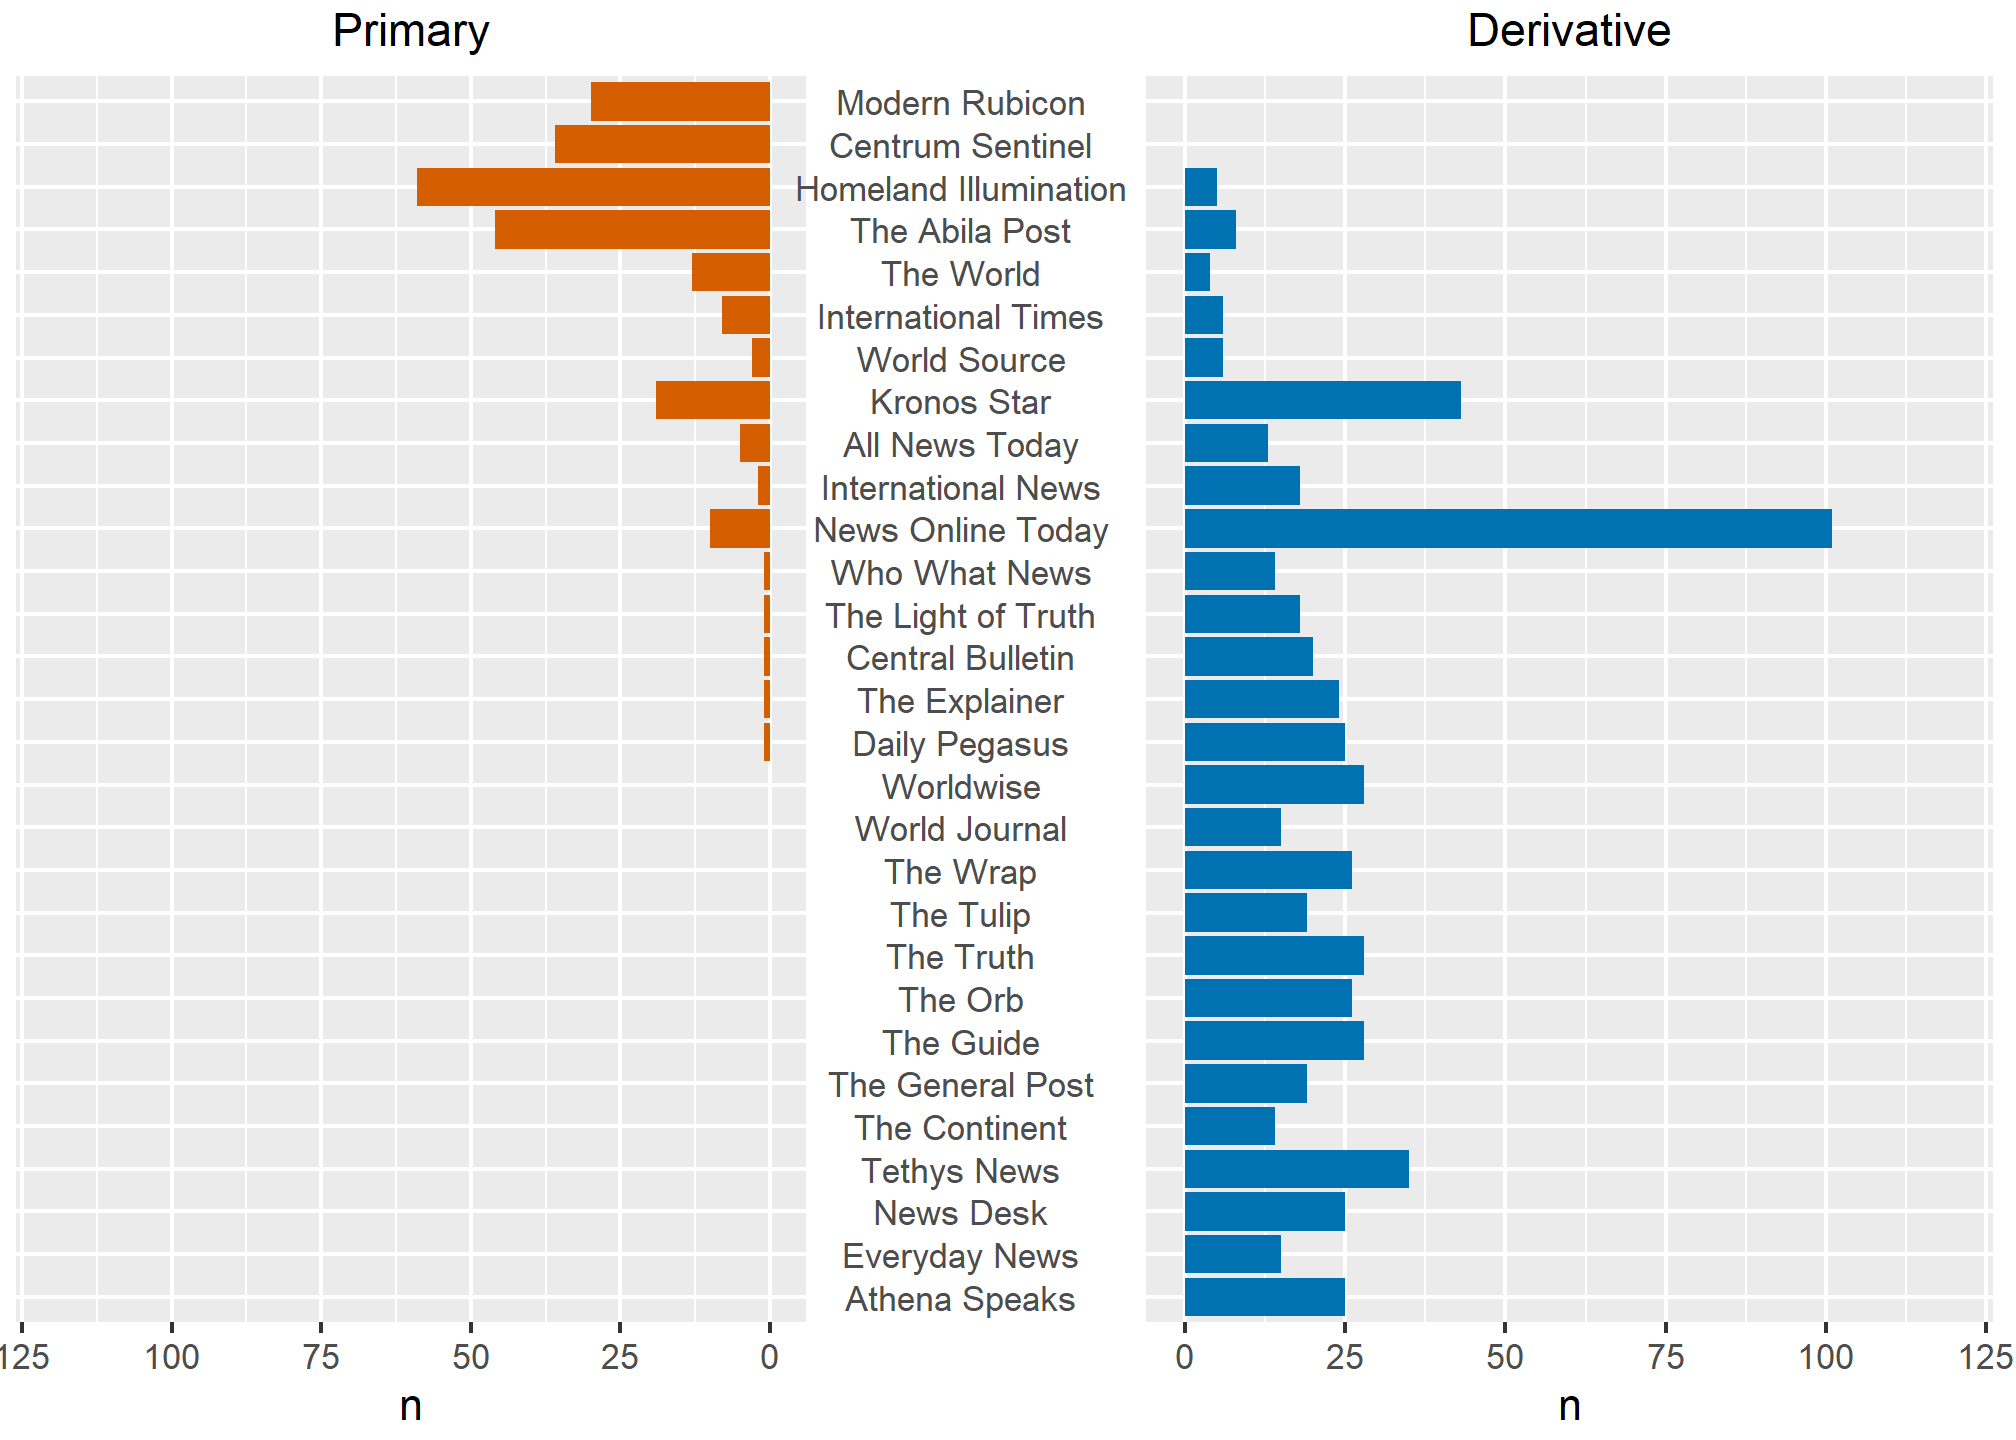 Primary
Derivative
Modern Rubicon
Centrum Sentinel
Homeland Illumination
The Abila Post
The World
International Times
World Source
Kronos Star
All News Today
International News
News Online Today
Who What News
The Light of Truth
Central Bulletin
The Explainer
Daily Pegasus
Worldwise
World Journal
The Wrap
The Tulip
The Truth
The Orb
The Guide
The General Post
The Continent
Tethys News
News Desk
Everyday News
Athena Speaks
125 100 75 50 25 0
0 25 50 75 100 125
n
n